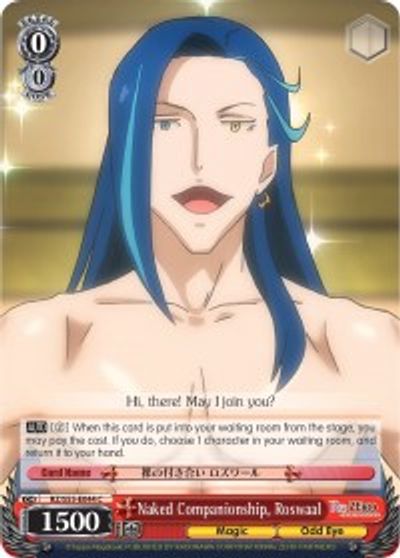 0
0
Hi, there! May I join you?
When this card is put into your waiting room from the stage, you
may pay the cost. If you do, choose 1 character in your waiting room, and
return it to your hand.
Card Name 裸の付き合い ロズワール
Naked Companionship, Roswaal
1500
Magic Odd Eye